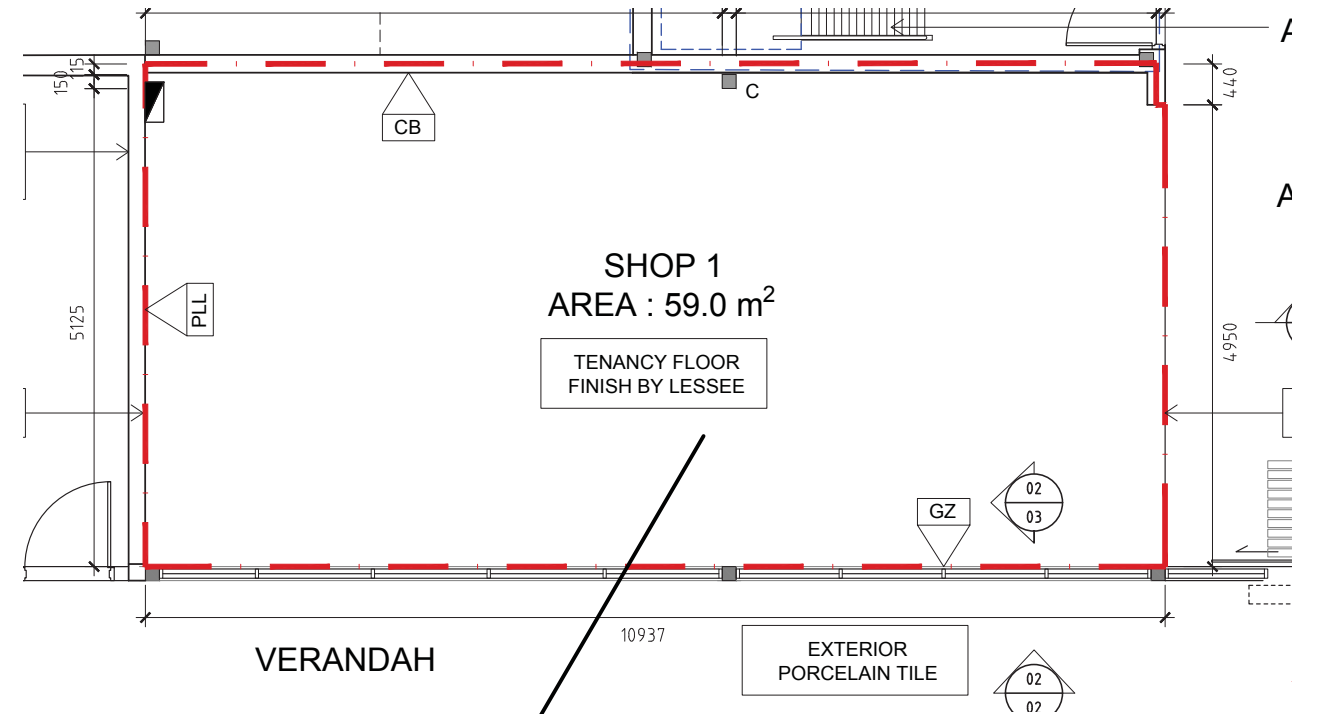 A
15
150
440
C
CB
A
SHOP 1
AREA : 59.0 m²
PLL
5125
4950
TENANCY FLOOR
FINISH BY LESSEE
02
03
GZ
10937
VERANDAH
EXTERIOR
PORCELAIN TILE
02
02